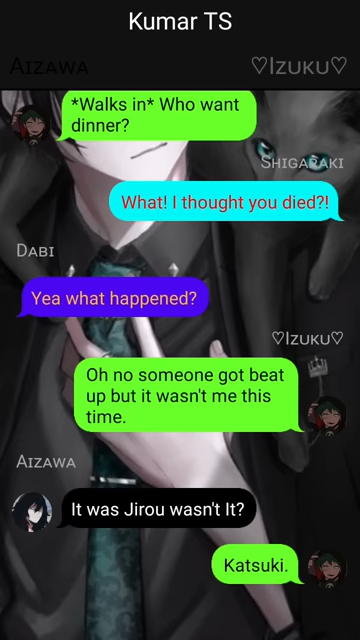 Kumar TS
Aizawa
♡Izuku♡
*Walks in* Who want
dinner?
Shigaraki
What! I thought you died?!
Dabi
Yea what happened?
♡Izuku♡
Oh no someone got beat
up but it wasn't me this
time.
Aizawa
It was Jirou wasn't It?
Katsuki.